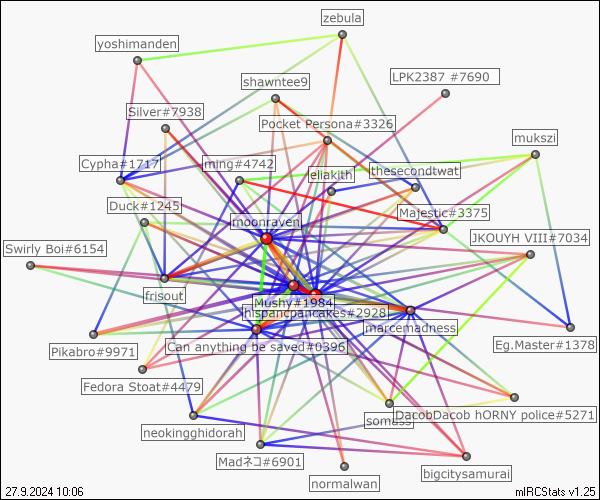 zebula
yoshimanden
LPK2387 #7690
shawntee9
Silver#7938
Pocket Persona#3326
mukszi
Cypha#1717
ming#4742
eliakith
thesecondtwat
Duck#1245
Majestic#3375
moonraven
JKOUYH VIII#7034
Swirly Boi#6154
frisout
Mushy#1984
hispancpancakes#2928
marcemadness
Eg.Master#1378
Can anything be saved#0396
Pikabro#9971
Fedora Stoat#4479
somass
DacobDacob hORNY police#5271
neokingghidorah
Madネコ#6901
bigcitysamurai
normalwan
27.9.2024 10:06
mIRCStats v1.25